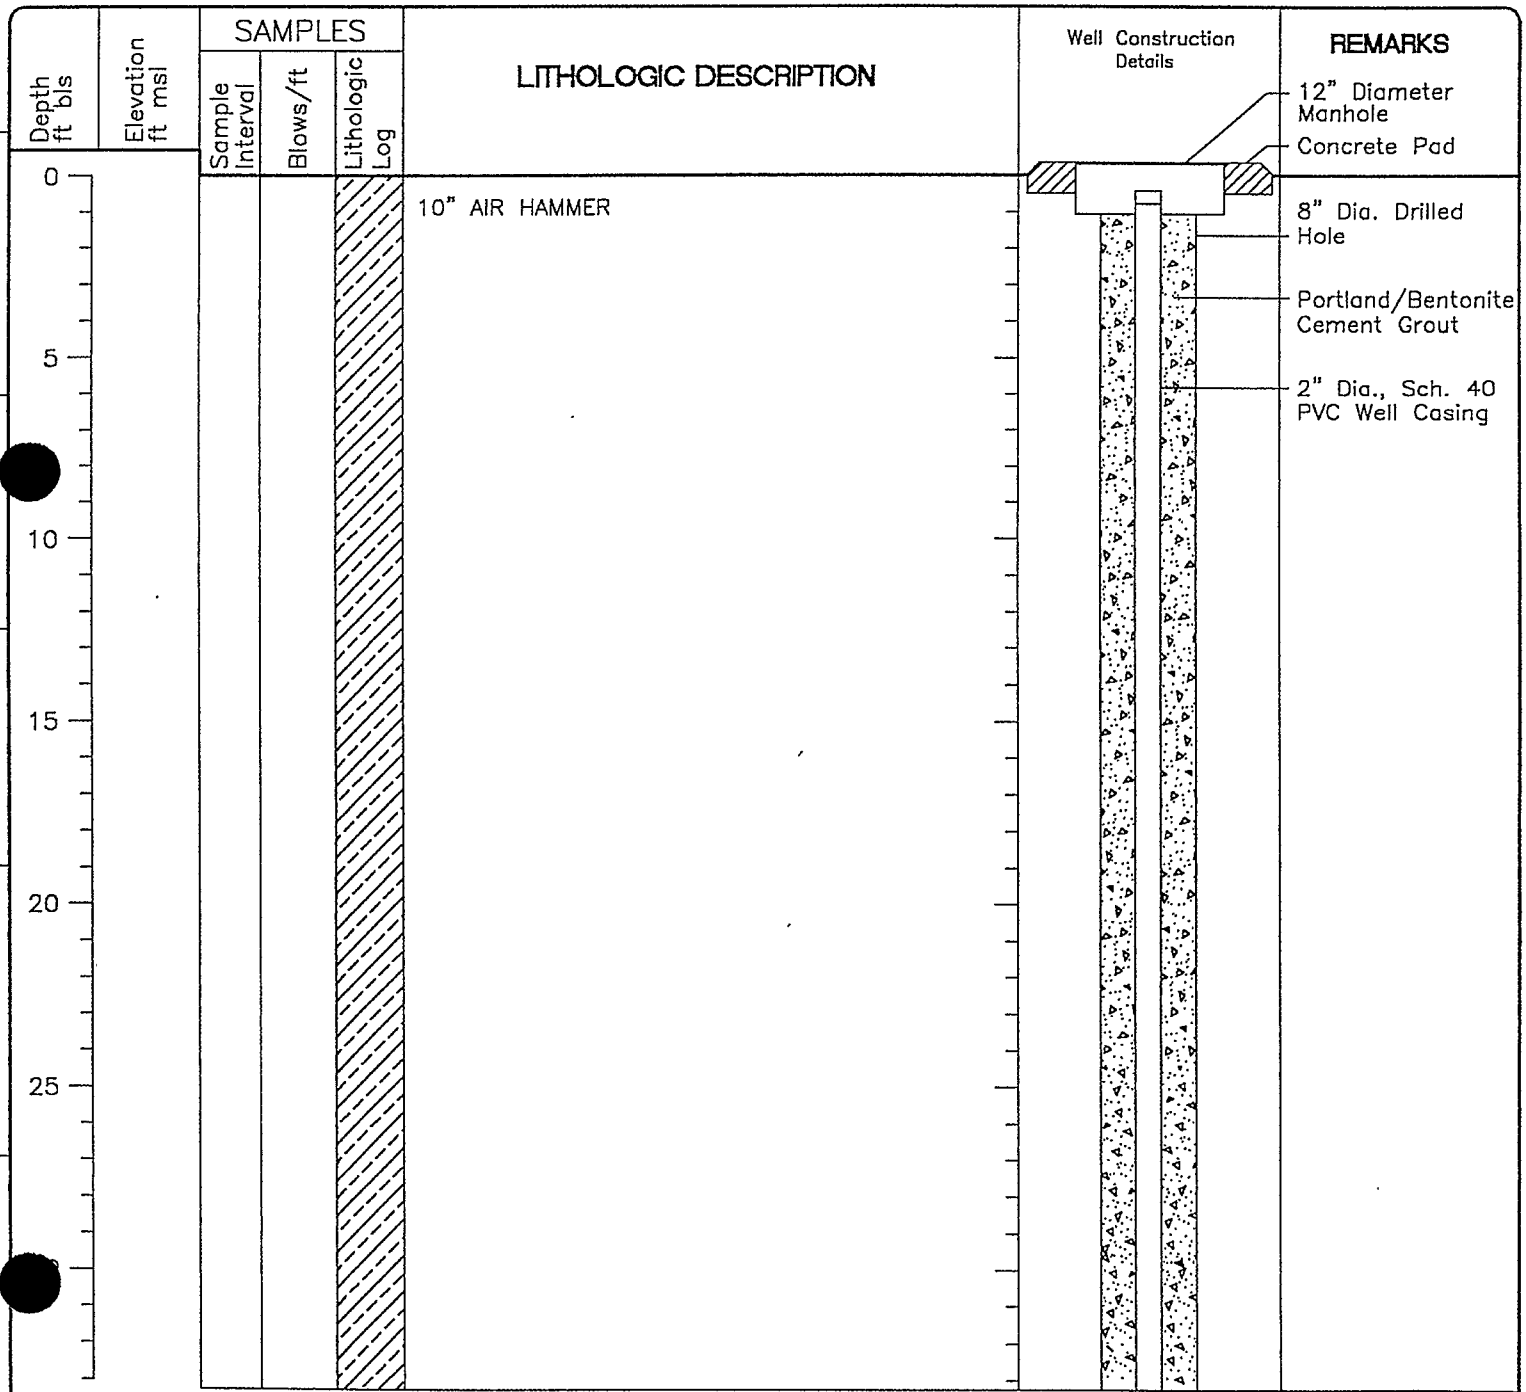 Depth
ft bls
Elevation
ft msl
SAMPLES
Sample
Interval
Blows/ft
Lithologic
Log
LITHOLOGIC DESCRIPTION
Well Construction
Details
REMARKS
12" Diameter
Manhole
Concrete Pad
0
10" AIR HAMMER
8" Dia. Drilled
Hole
Portland/Bentonite
Cement Grout
5
2" Dia., Sch. 40
PVC Well Casing
10
15
20
25